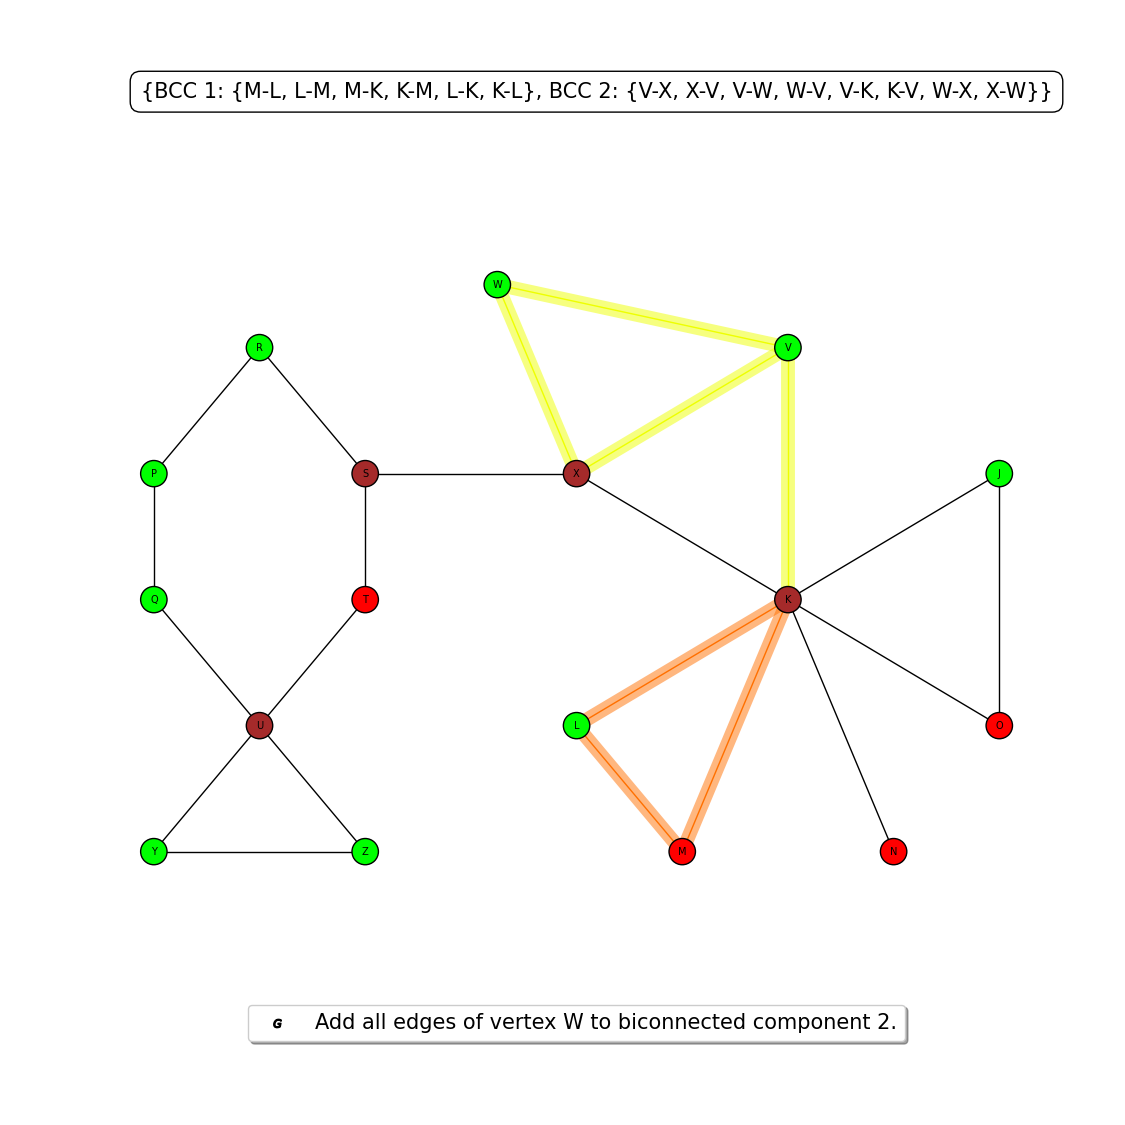 {BCC 1: {M-L, L-M, M-K, K-M, L-K, K-L}, BCC 2: {V-X, X-V, V-W, W-V, V-K, K-V, W-X, X-W}}
W
R
V
P
S
X
J
Q
T
K
U
L
O
Y
Z
M
N
G Add all edges of vertex W to biconnected component 2.